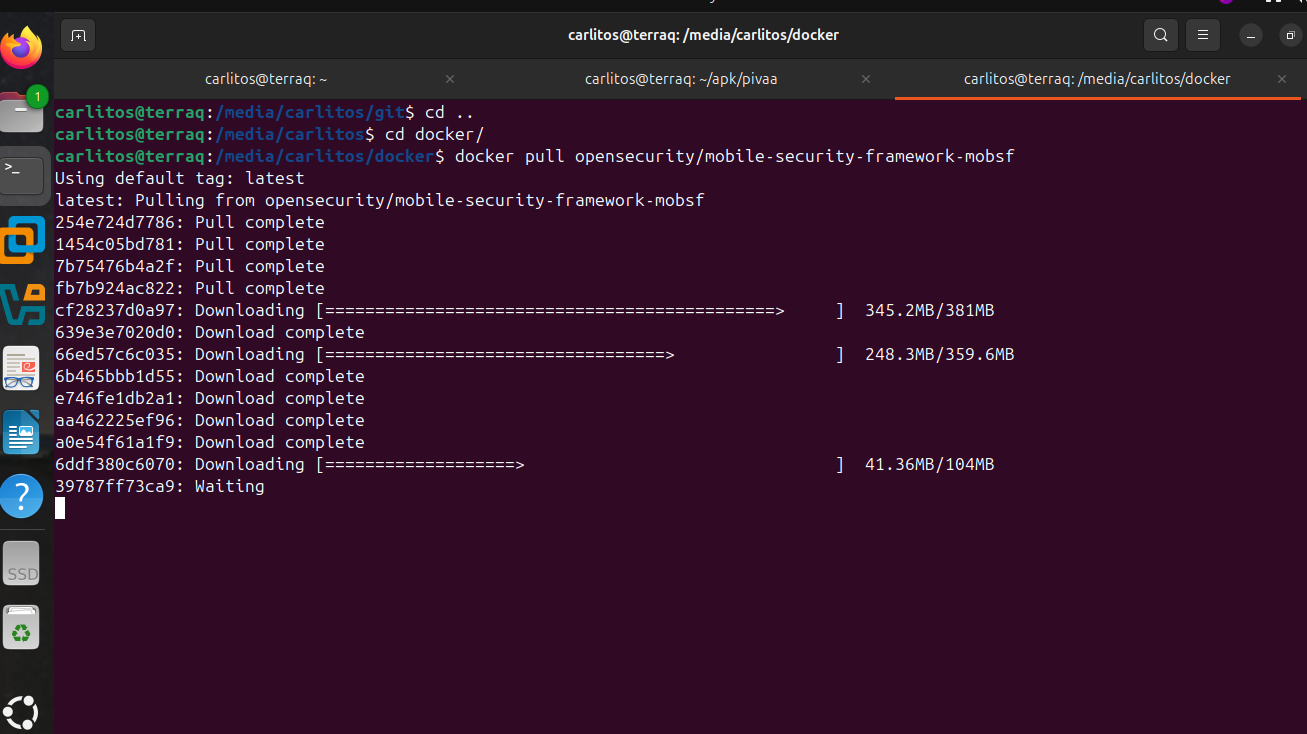 carlitos@terraq: /media/carlitos/docker
carlitos@terraq: ~ × carlitos@terraq: ~/apk/pivaa × carlitos@terraq: /media/carlitos/docker ×
1
carlitos@terraq:/media/carlitos/git$ cd ..
carlitos@terraq:/media/carlitos$ cd docker/
carlitos@terraq:/media/carlitos/docker$ docker pull opensecurity/mobile-security-framework-mobsf
Using default tag: latest
latest: Pulling from opensecurity/mobile-security-framework-mobsf
254e724d7786: Pull complete
1454c05bd781: Pull complete
7b75476b4a2f: Pull complete
fb7b924ac822: Pull complete
cf28237d0a97: Downloading [=============================================>     ]  345.2MB/381MB
639e3e7020d0: Download complete
66ed57c6c035: Downloading [==================================>                ]  248.3MB/359.6MB
6b465bbb1d55: Download complete
e746fe1db2a1: Download complete
aa462225ef96: Download complete
a0e54f61a1f9: Download complete
6ddf380c6070: Downloading [===================>                               ]  41.36MB/104MB
39787ff73ca9: Waiting
>_
?
SSD